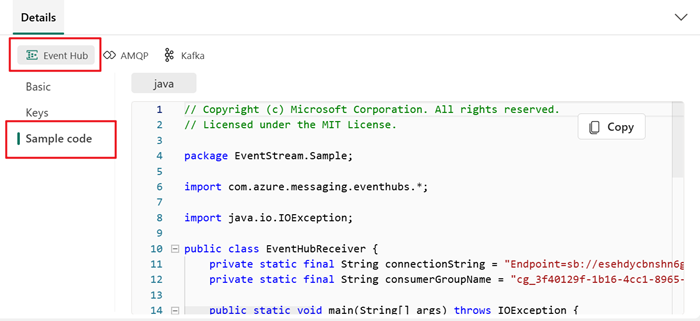 Details
Event Hub AMQP Kafka
Basic
Keys
Sample code
java
Copy
1 // Copyright (c) Microsoft Corporation. All rights reserved.
2 // Licensed under the MIT License.
3
4 package EventStream.Sample;
5
6 import com.azure.messaging.eventhubs.*;
7
8 import java.io.IOException;
9
10 public class EventHubReceiver {
11 private static final String connectionString = "Endpoint=sb://esehdycbnshn6g
12 private static final String consumerGroupName = "cg_3f40129f-1b16-4cc1-8965-
13
14 public static void main(String[] args) throws IOException {